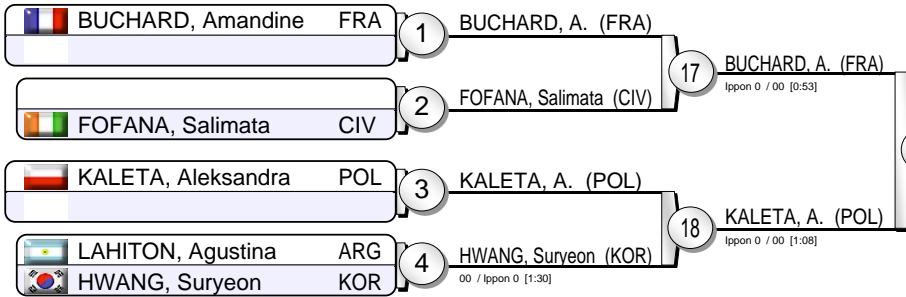 BUCHARD, Amandine FRA
1
BUCHARD, A. (FRA)
17
BUCHARD, A. (FRA)
Ippon 0 / 00 [0:53]
2
FOFANA, Salimata (CIV)
FOFANA, Salimata CIV
KALETA, Aleksandra POL
3
KALETA, A. (POL)
18
KALETA, A. (POL)
Ippon 0 / 00 [1:08]
LAHITON, Agustina ARG
4
HWANG, Suryeon (KOR)
00 / Ippon 0 [1:30]
HWANG, Suryeon KOR